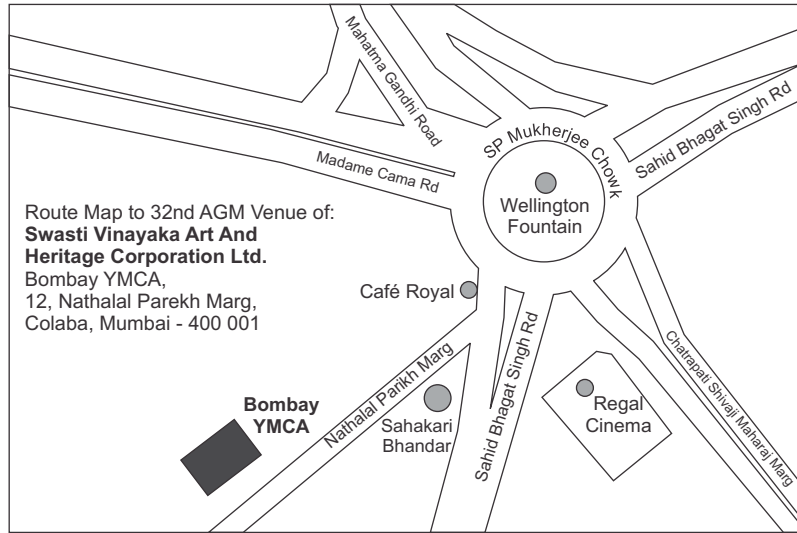 Mahatma Gandhi Road
SP Mukherjee Chowk
Sahid Bhagat Singh Rd
Madame Cama Rd
Wellington
Fountain
Route Map to 32nd AGM Venue of:
Swasti Vinayaka Art And
Heritage Corporation Ltd.
Bombay YMCA,
12, Nathalal Parekh Marg,
Colaba, Mumbai - 400 001
Café Royal
Nathalal Parikh Marg
Bombay
YMCA
Sahakari
Bhandar
Sahid Bhagat Singh Rd
Regal
Cinema
Chatrapati Shivaji Maharaj Marg